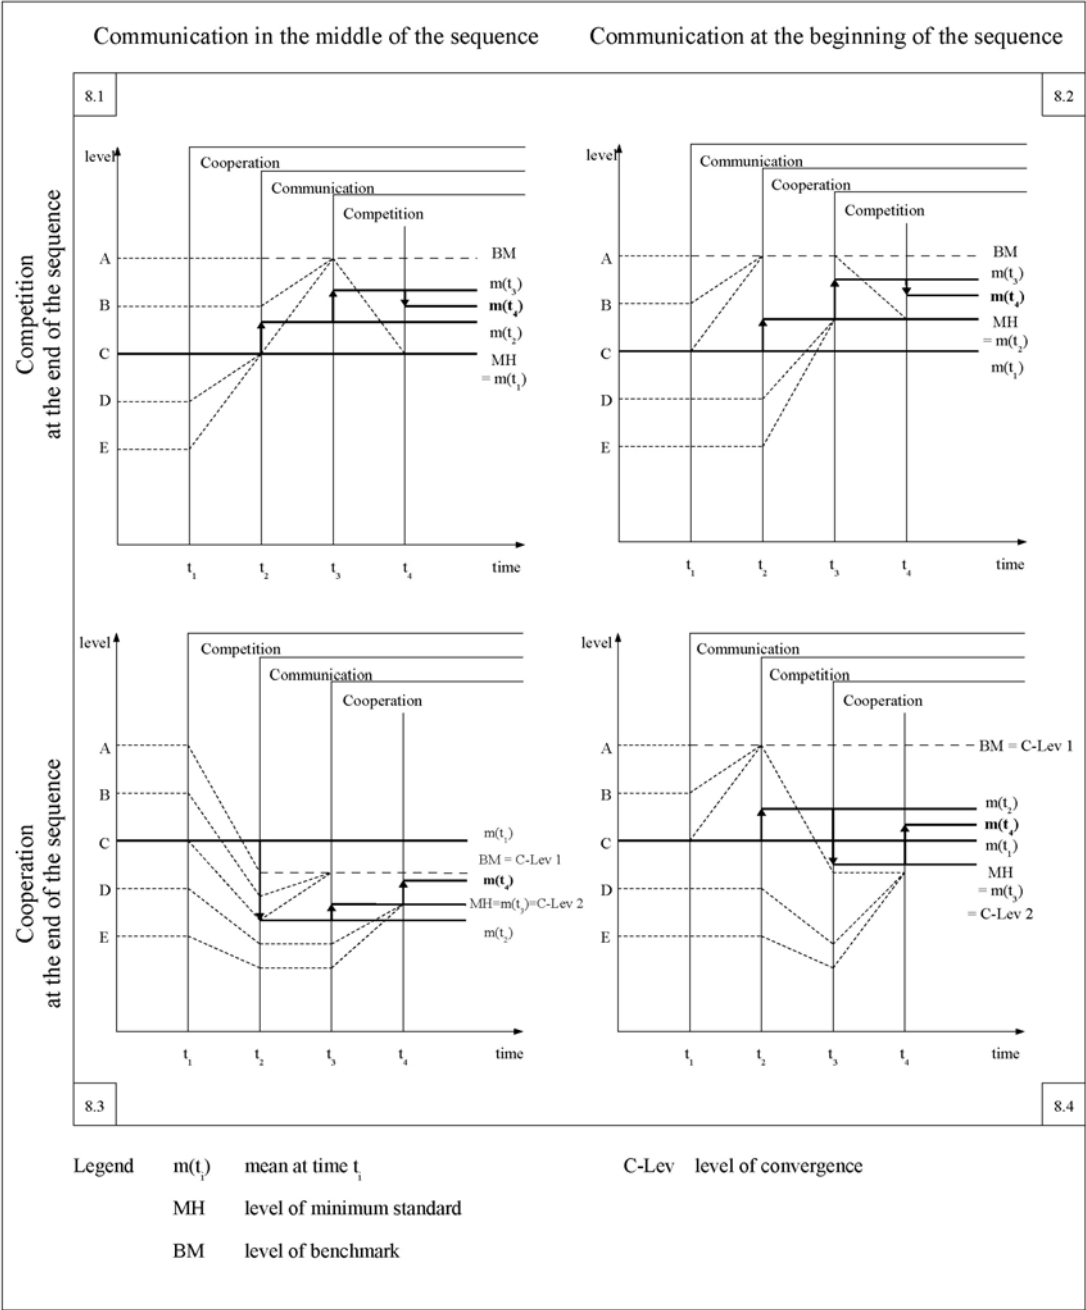 Communication in the middle of the sequence
Communication at the beginning of the sequence
Competition
at the end of the sequence
Cooperation
at the end of the sequence
8.1
level
Cooperation
Communication
Competition
A
B
C
D
E
BM
m(t₃)
m(t₄)
m(t₂)
MH
= m(t₁)
t₁
t₂
t₃
t₄
time
8.2
level
Communication
Cooperation
Competition
A
B
C
D
E
BM
m(t₃)
m(t₄)
MH
= m(t₂)
m(t₁)
t₁
t₂
t₃
t₄
time
8.3
level
Competition
Communication
Cooperation
A
B
C
D
E
m(t₁)
BM = C-Lev 1
m(t₄)
MH=m(t₃)=C-Lev 2
m(t₂)
t₁
t₂
t₃
t₄
time
8.4
level
Communication
Competition
Cooperation
A
B
C
D
E
BM = C-Lev 1
m(t₂)
m(t₄)
m(t₁)
MH
= m(t₃)
= C-Lev 2
t₁
t₂
t₃
t₄
time
Legend
m(tᵢ) mean at time tᵢ
MH level of minimum standard
BM level of benchmark
C-Lev level of convergence